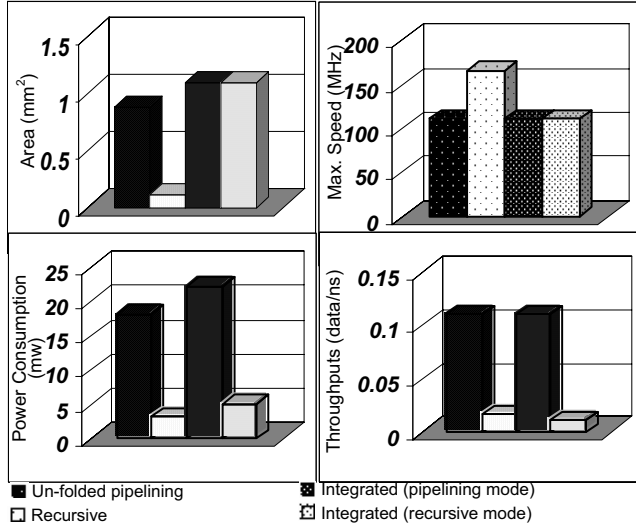 Area (mm²)
1.5
1
0.5
0
Max. Speed (MHz)
200
150
100
50
0
Power Consumption
(mw)
25
20
15
10
5
0
Throughputs (data/ns)
0.15
0.1
0.05
0
Un-folded pipelining
Recursive
Integrated (pipelining mode)
Integrated (recursive mode)